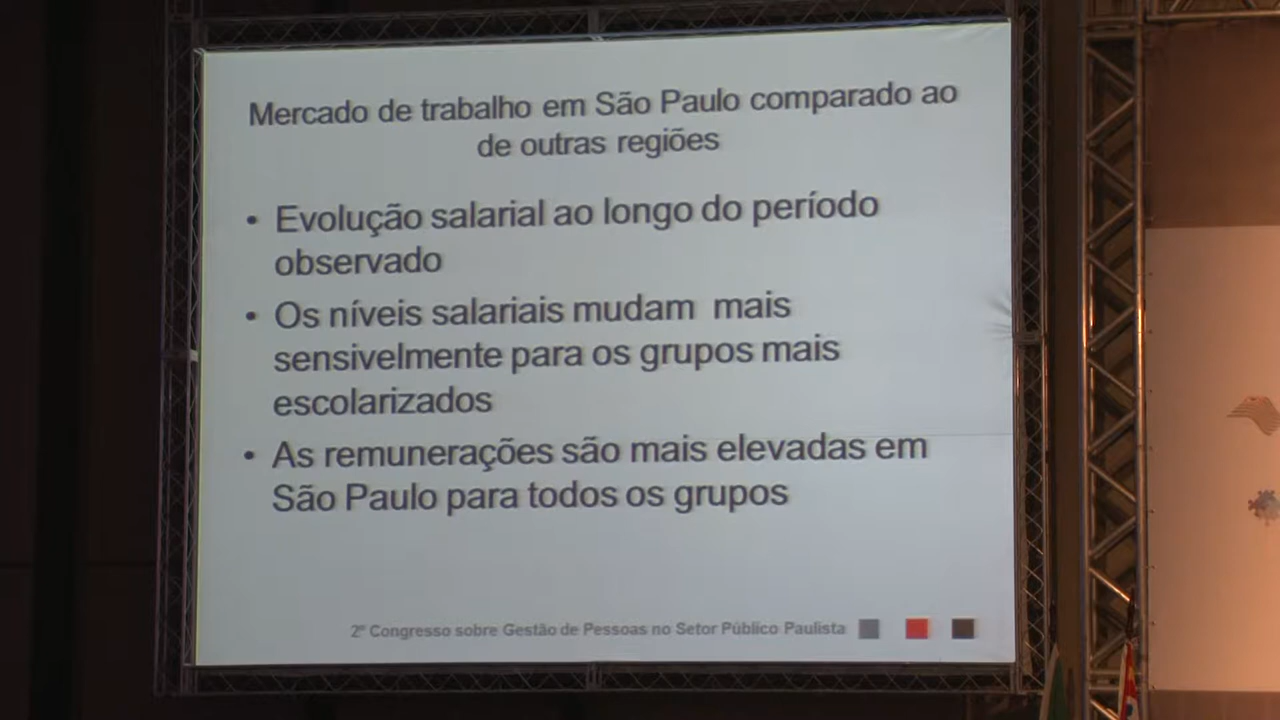 Mercado de trabalho em São Paulo comparado ao
de outras regiões
• Evolução salarial ao longo do período
observado
• Os níveis salariais mudam mais
sensivelmente para os grupos mais
escolarizados
• As remunerações são mais elevadas em
São Paulo para todos os grupos
2º Congresso sobre Gestão de Pessoas no Setor Público Paulista